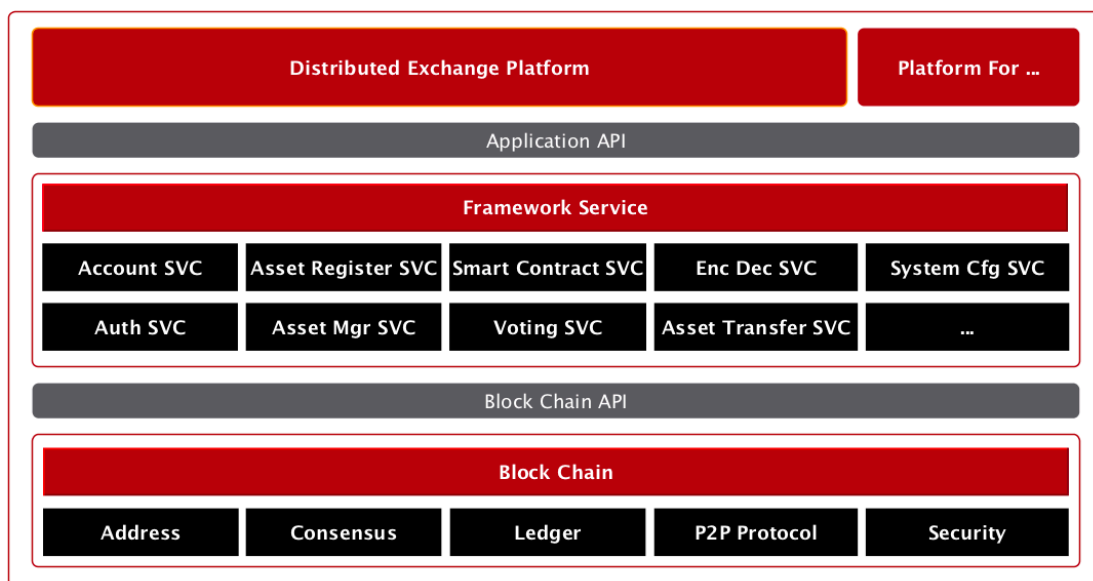 Distributed Exchange Platform
Platform For ...
Application API
Framework Service
Account SVC
Asset Register SVC
Smart Contract SVC
Enc Dec SVC
System Cfg SVC
Auth SVC
Asset Mgr SVC
Voting SVC
Asset Transfer SVC
...
Block Chain API
Block Chain
Address
Consensus
Ledger
P2P Protocol
Security